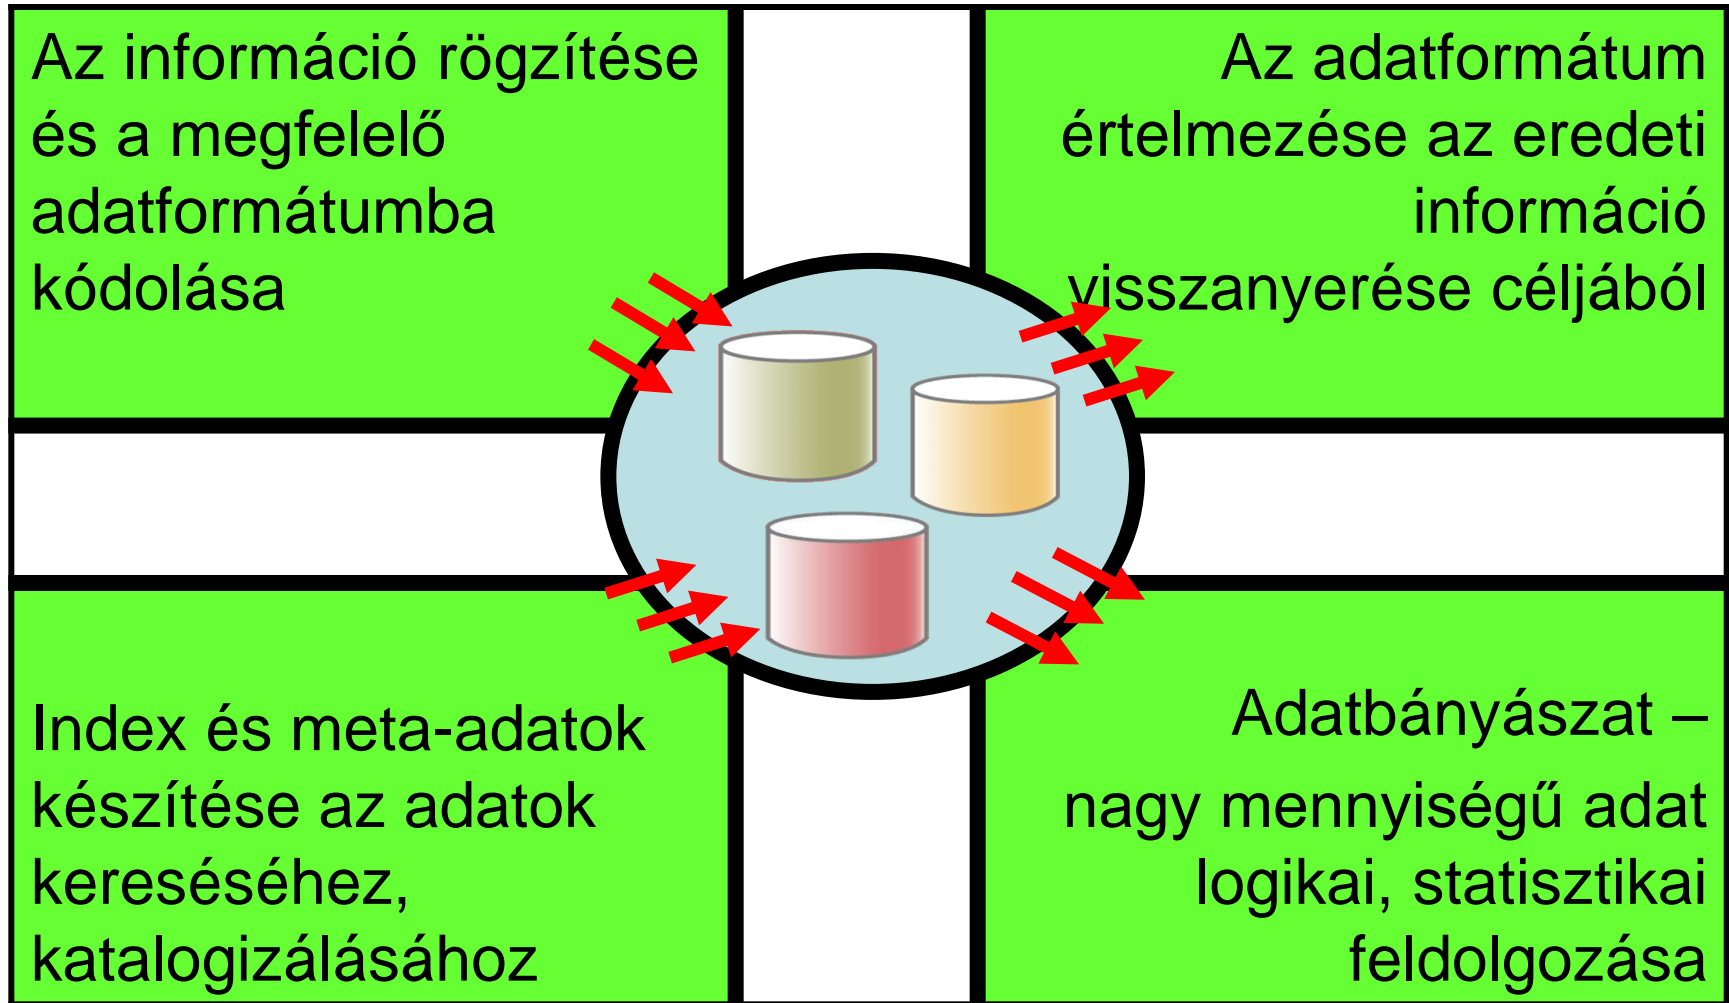 Az információ rögzítése
és a megfelelő
adatformátumba
kódolása
Az adatformátum
értelmezése az eredeti
információ
visszanyerése céljából
Index és meta-adatok
készítése az adatok
kereséséhez,
katalogizálásához
Adatbányászat –
nagy mennyiségű adat
logikai, statisztikai
feldolgozása